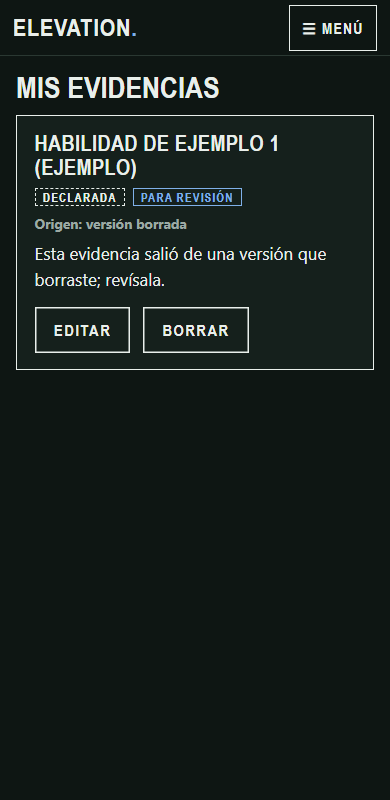 ELEVATION.
☰ MENÚ
MIS EVIDENCIAS
HABILIDAD DE EJEMPLO 1
(EJEMPLO)
DECLARADA PARA REVISIÓN
Origen: versión borrada
Esta evidencia salió de una versión que
borraste; revísala.
EDITAR BORRAR